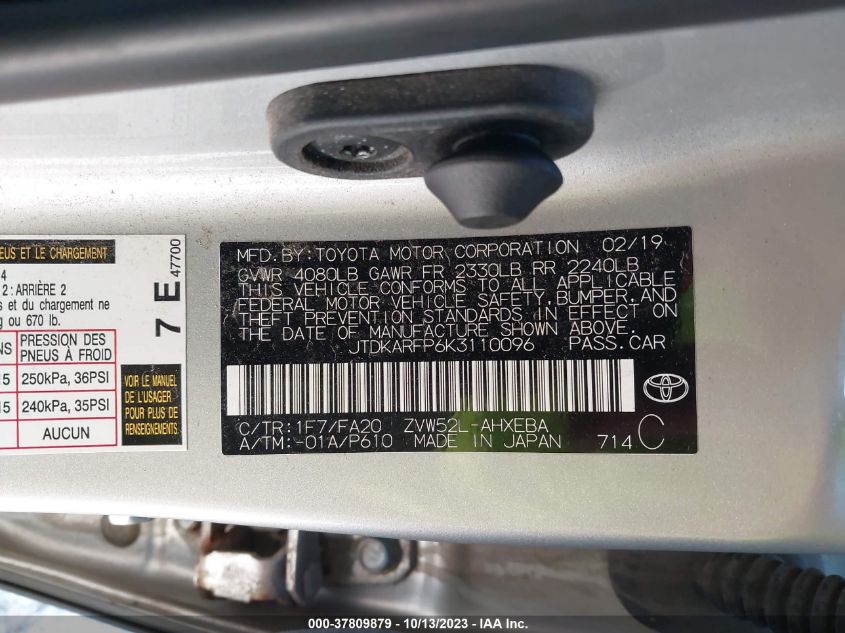 EUS ET LE CHARGEMENT
4
2: ARRIÈRE 2
s et du chargement ne
g ou 670 lb.
PRESSION DES
PNEUS À FROID
15 250kPa, 36PSI
15 240kPa, 35PSI
AUCUN
7 E
47700
VOIR LE MANUEL
DE L'USAGER
POUR PLUS DE
RENSEIGNEMENTS
MFD.BY:TOYOTA MOTOR CORPORATION 02/19
GVWR 4080LB GAWR FR 2330LB RR 2240LB
THIS VEHICLE CONFORMS TO ALL APPLICABLE
FEDERAL MOTOR VEHICLE SAFETY,BUMPER,AND
THEFT PREVENTION STANDARDS IN EFFECT ON
THE DATE OF MANUFACTURE SHOWN ABOVE.
JTDKARFP6K3110096 PASS.CAR
C/TR:1F7/FA20 ZVW52L-AHXEBA
A/TM:-01A/P610 MADE IN JAPAN 714 C
000-37809879 - 10/13/2023 - IAA Inc.